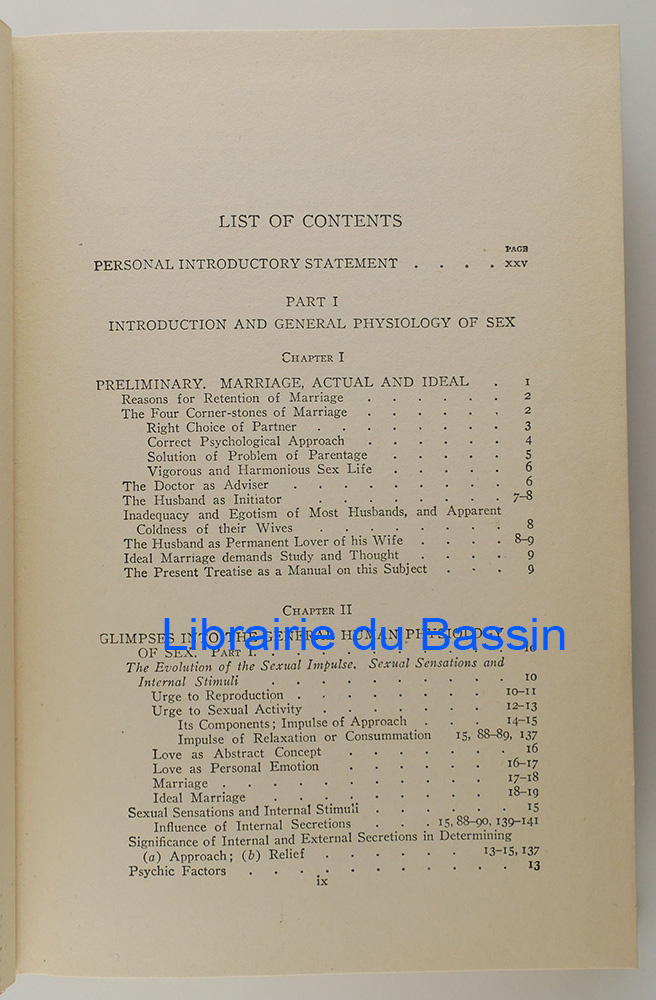 LIST OF CONTENTS
PAGE
PERSONAL INTRODUCTORY STATEMENT . . . . xxv
PART I
INTRODUCTION AND GENERAL PHYSIOLOGY OF SEX
CHAPTER I
PRELIMINARY. MARRIAGE, ACTUAL AND IDEAL . 1
Reasons for Retention of Marriage . . . . . . 2
The Four Corner-stones of Marriage . . . . . . 2
Right Choice of Partner . . . . . . . . 3
Correct Psychological Approach . . . . . 4
Solution of Problem of Parentage . . . . . 5
Vigorous and Harmonious Sex Life . . . . . 6
The Doctor as Adviser . . . . . . . . 6
The Husband as Initiator . . . . . . . . 7–8
Inadequacy and Egotism of Most Husbands, and Apparent
Coldness of their Wives . . . . . . . . 8
The Husband as Permanent Lover of his Wife . . . . 8–9
Ideal Marriage demands Study and Thought . . . . 9
The Present Treatise as a Manual on this Subject . . . 9
CHAPTER II
GLIMPSES INTO THE GENERAL HUMAN PHYSIOLOGY
Librairie du Bassin
OF SEX. PART I. . . . . . . . . . . 10
The Evolution of the Sexual Impulse. Sexual Sensations and
Internal Stimuli . . . . . . . . . 10
Urge to Reproduction . . . . . . . . 10–11
Urge to Sexual Activity . . . . . . . 12–13
Its Components; Impulse of Approach . . . 14–15
Impulse of Relaxation or Consummation 15, 88–89, 137
Love as Abstract Concept . . . . . . . 16
Love as Personal Emotion . . . . . . 16–17
Marriage . . . . . . . . . . 17–18
Ideal Marriage . . . . . . . . . 18–19
Sexual Sensations and Internal Stimuli . . . . . . 15
Influence of Internal Secretions . . . 15, 88–90, 139–141
Significance of Internal and External Secretions in Determining
(a) Approach; (b) Relief . . . . . . 13–15, 137
Psychic Factors . . . . . . . . . . . 13
ix